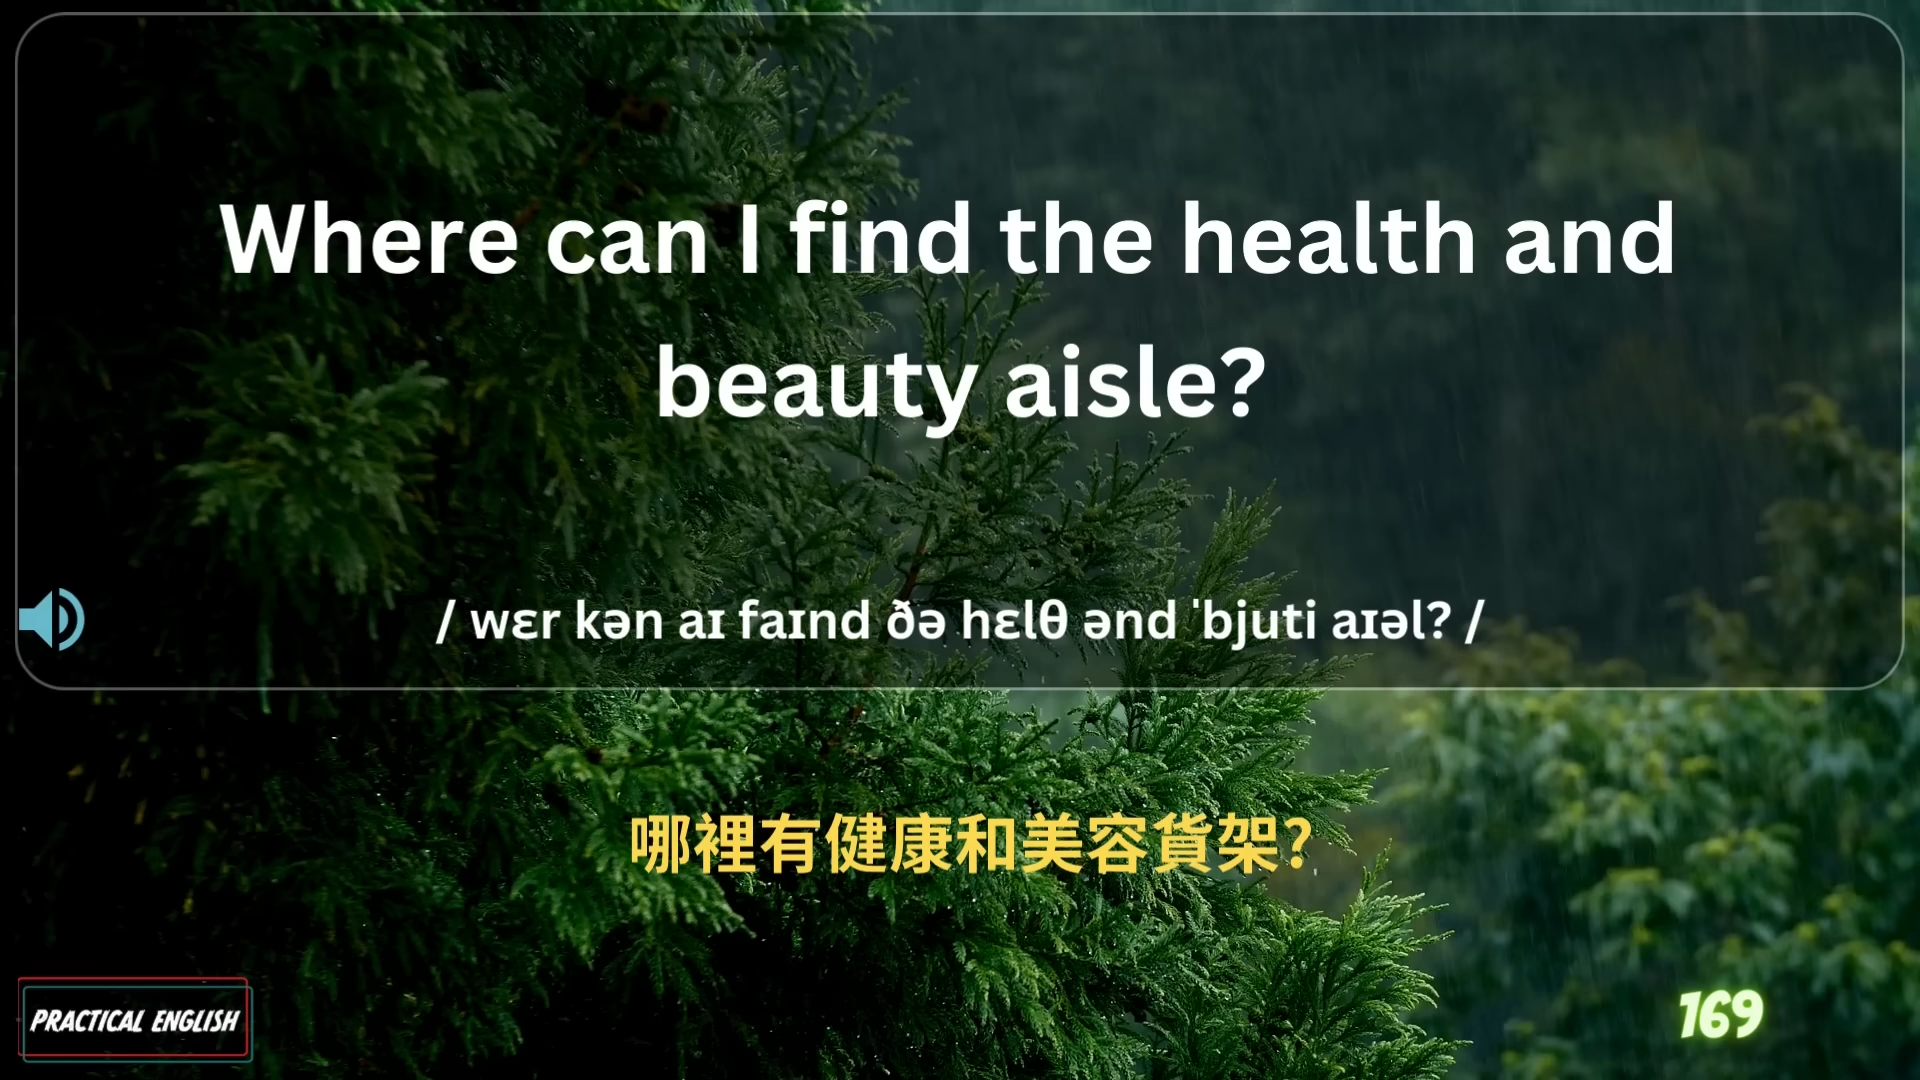 Where can I find the health and
beauty aisle?
/ wɛr kən aɪ faɪnd ðə hɛlθ ənd ˈbjuti aɪəl? /
哪裡有健康和美容貨架?
PRACTICAL ENGLISH
169